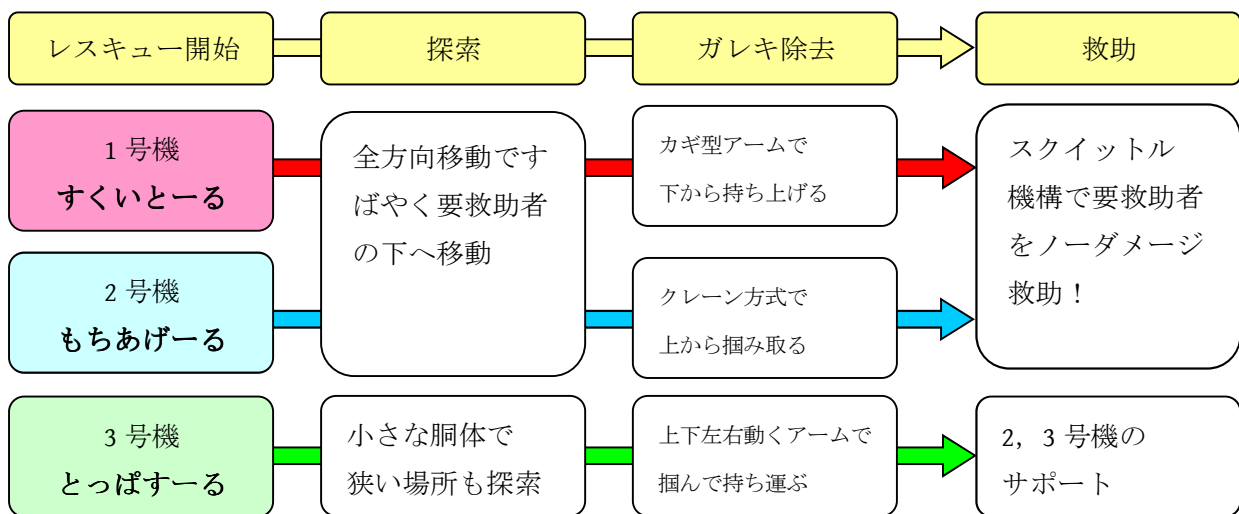 レスキュー開始
探索
ガレキ除去
救助
1号機
すくいとーる
全方向移動ですばやく要救助者の下へ移動
カギ型アームで
下から持ち上げる
スクイットル
機構で要救助者
をノーダメージ
救助!
2号機
もちあげーる
クレーン方式で
上から掴み取る
3号機
とっぱすーる
小さな胴体で
狭い場所も探索
上下左右動くアームで
掴んで持ち運ぶ
2, 3号機の
サポート